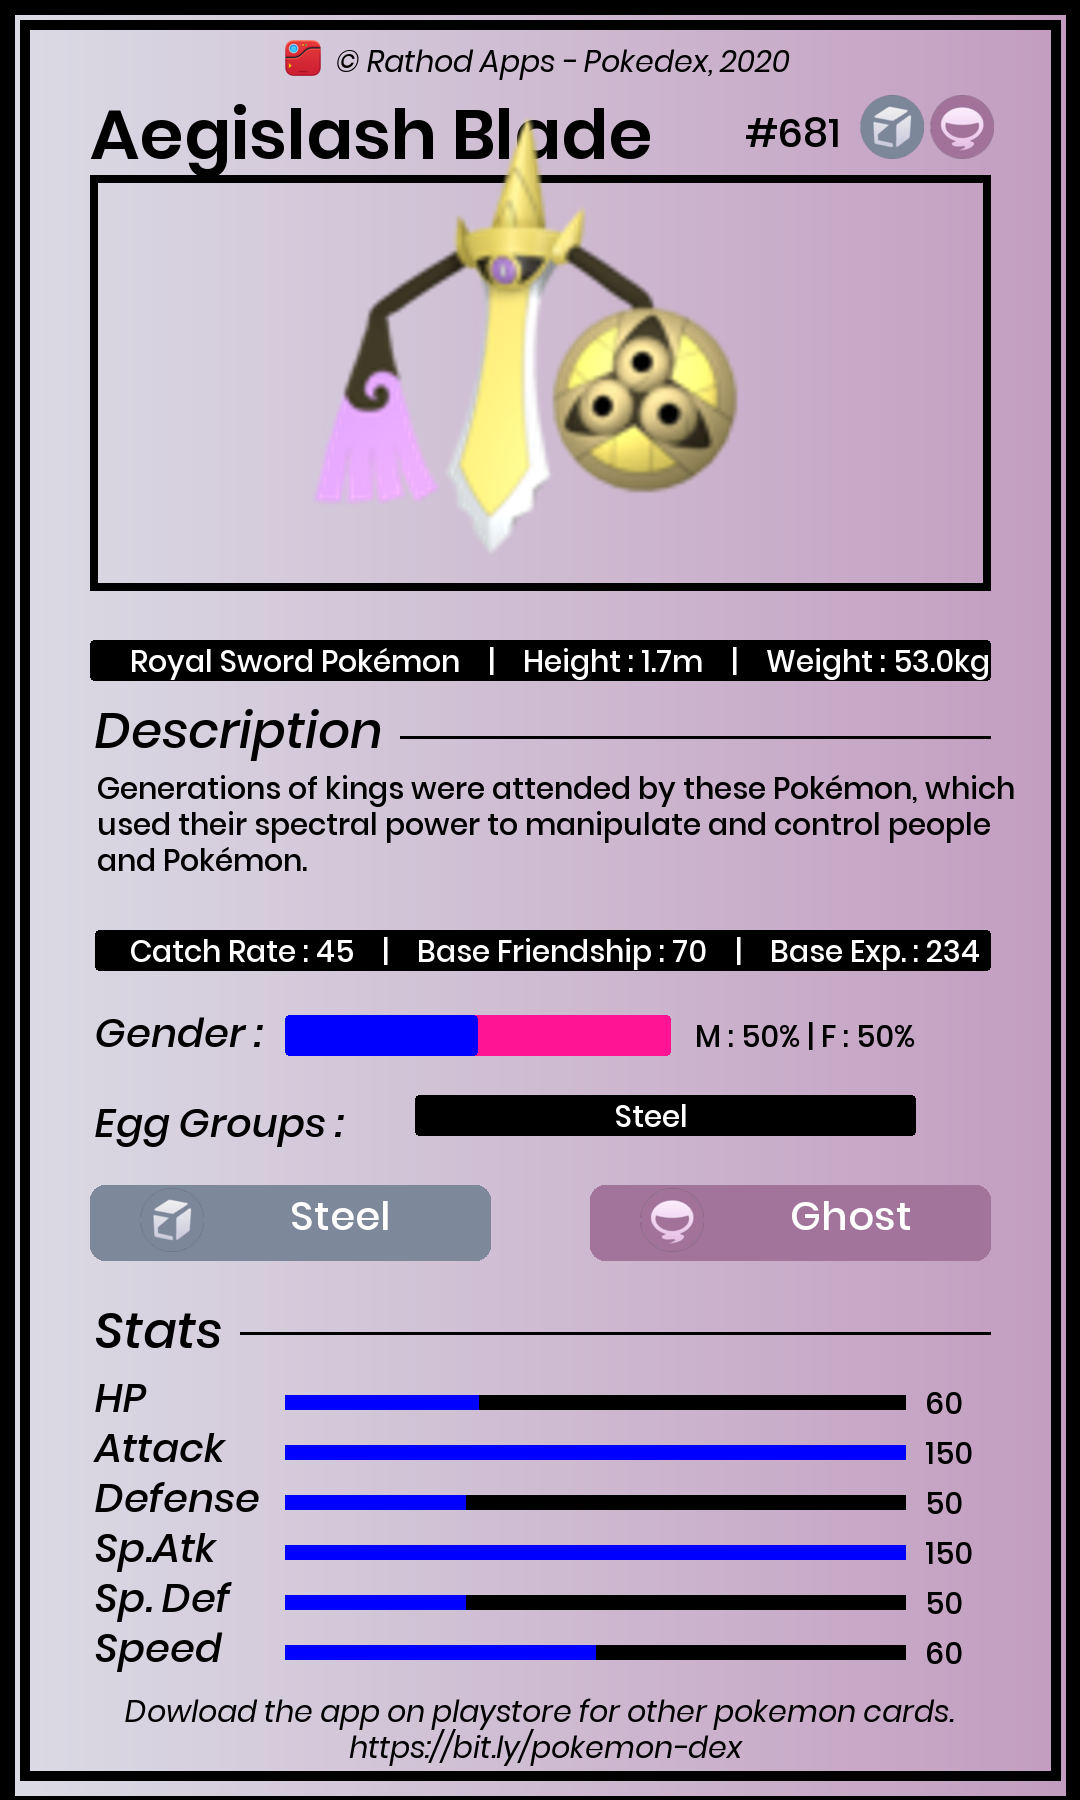 © Rathod Apps - Pokedex, 2020
Aegislash Blade #681
Royal Sword Pokémon | Height : 1.7m | Weight : 53.0kg
Description
Generations of kings were attended by these Pokémon, which
used their spectral power to manipulate and control people
and Pokémon.
Catch Rate : 45 | Base Friendship : 70 | Base Exp. : 234
Gender : M : 50% | F : 50%
Egg Groups : Steel
Steel Ghost
Stats
HP 60
Attack 150
Defense 50
Sp.Atk 150
Sp. Def 50
Speed 60
Dowload the app on playstore for other pokemon cards.
https://bit.ly/pokemon-dex